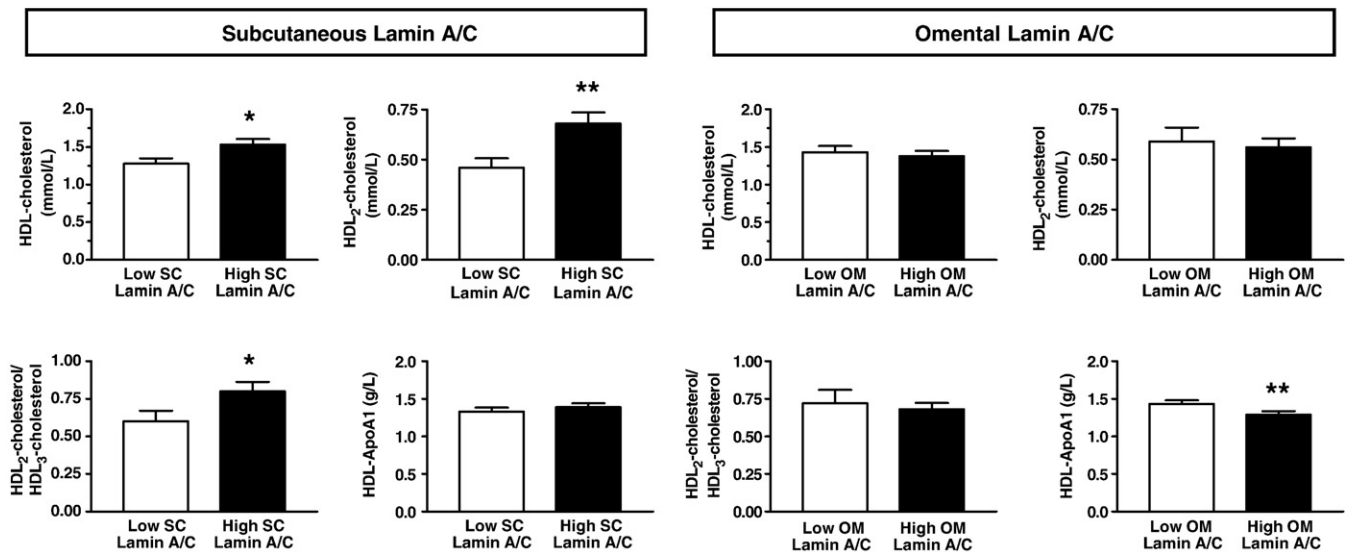 Subcutaneous Lamin A/C
HDL-cholesterol
(mmol/L)
2.0
1.5
1.0
0.5
0.0
*
Low SC
Lamin A/C
High SC
Lamin A/C
HDL2-cholesterol
(mmol/L)
0.75
0.50
0.25
0.00
**
Low SC
Lamin A/C
High SC
Lamin A/C
HDL2-cholesterol/
HDL3-cholesterol
1.00
0.75
0.50
0.25
0.00
*
Low SC
Lamin A/C
High SC
Lamin A/C
HDL-ApoA1 (g/L)
2.0
1.5
1.0
0.5
0.0
Low SC
Lamin A/C
High SC
Lamin A/C
Omental Lamin A/C
HDL-cholesterol
(mmol/L)
2.0
1.5
1.0
0.5
0.0
Low OM
Lamin A/C
High OM
Lamin A/C
HDL2-cholesterol
(mmol/L)
0.75
0.50
0.25
0.00
Low OM
Lamin A/C
High OM
Lamin A/C
HDL2-cholesterol/
HDL3-cholesterol
1.00
0.75
0.50
0.25
0.00
Low OM
Lamin A/C
High OM
Lamin A/C
HDL-ApoA1 (g/L)
2.0
1.5
1.0
0.5
0.0
**
Low OM
Lamin A/C
High OM
Lamin A/C